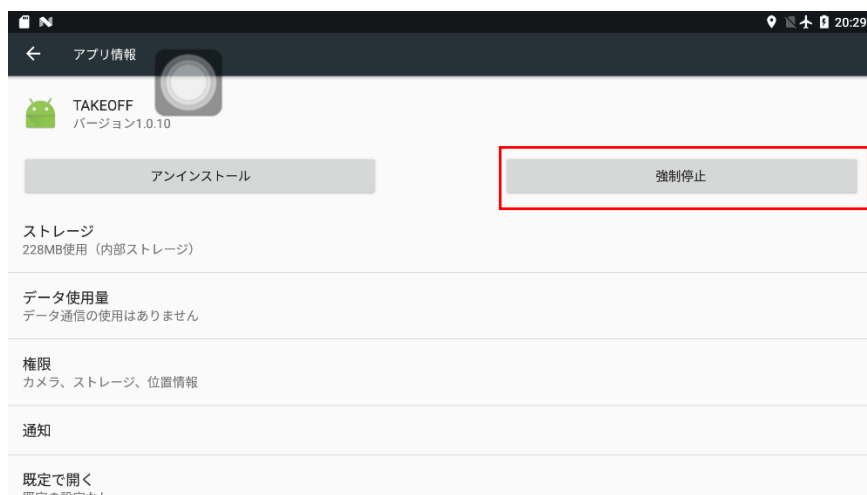 20:29
アプリ情報
TAKEOFF
バージョン1.0.10
アンインストール
強制停止
ストレージ
228MB使用（内部ストレージ）
データ使用量
データ通信の使用はありません
権限
カメラ、ストレージ、位置情報
通知
既定で開く